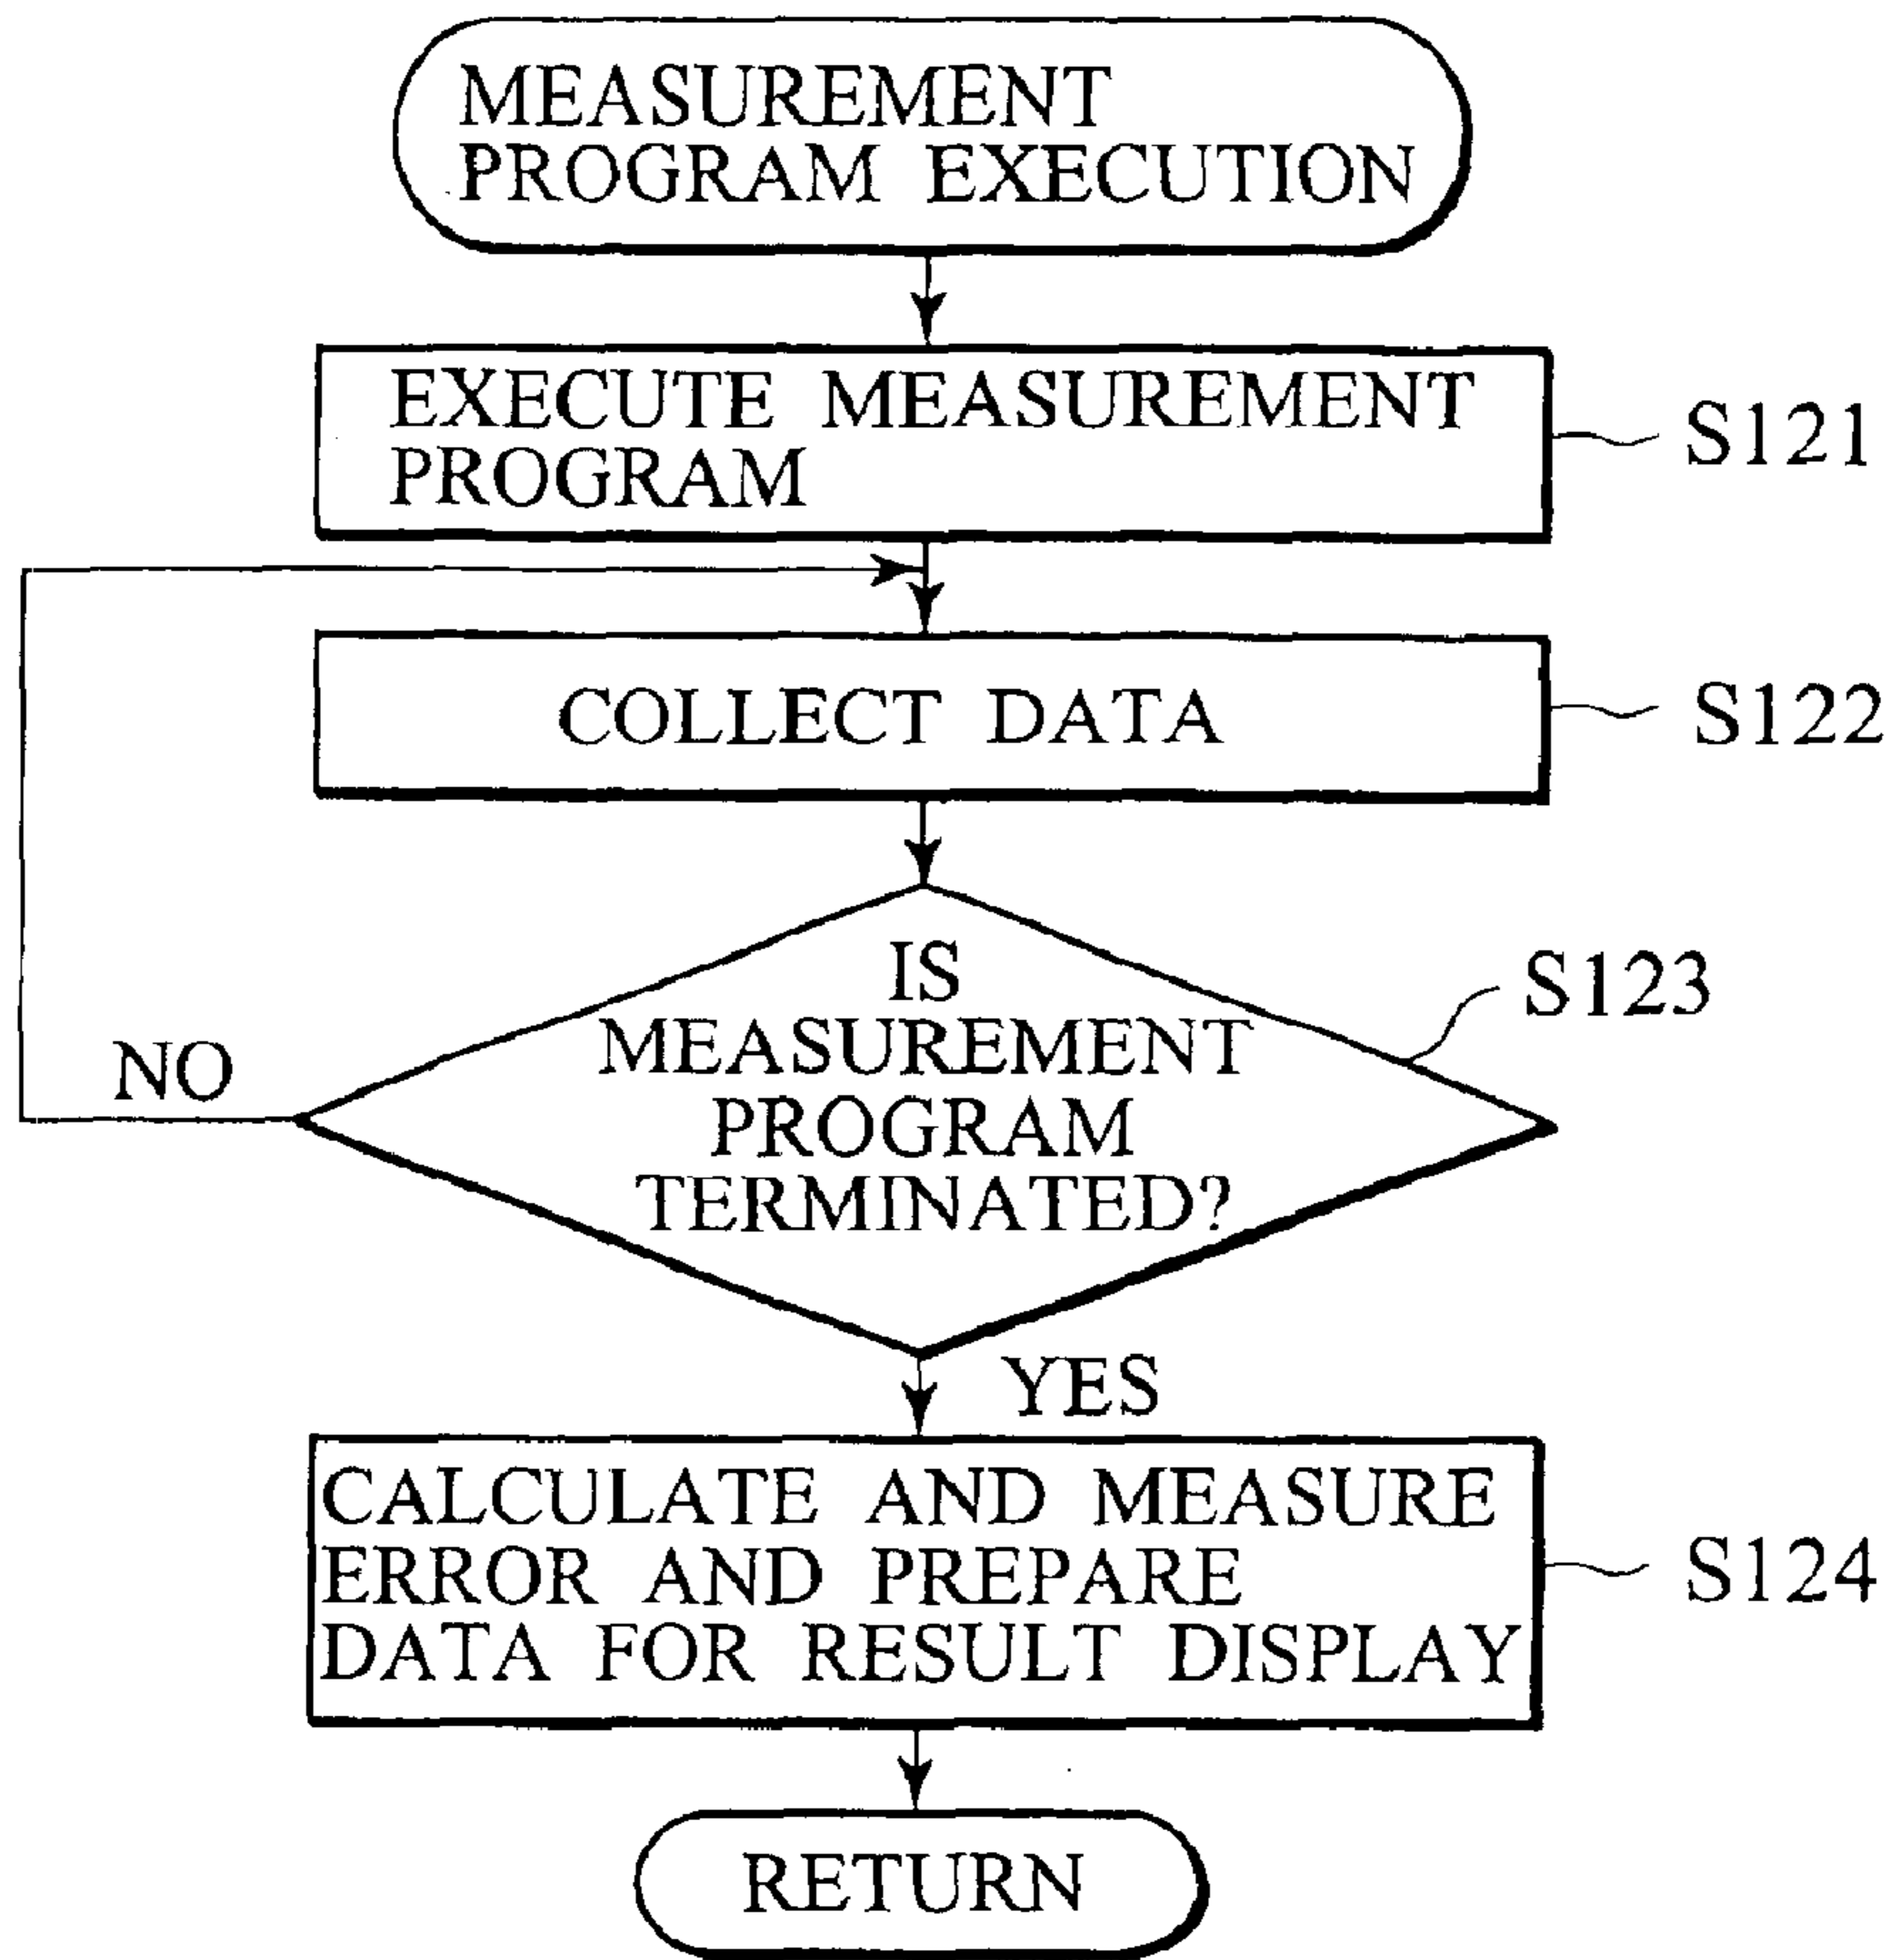 MEASUREMENT
PROGRAM EXECUTION
EXECUTE MEASUREMENT
PROGRAM
S121
COLLECT DATA
S122
IS
MEASUREMENT
PROGRAM
TERMINATED?
S123
NO
YES
CALCULATE AND MEASURE
ERROR AND PREPARE
DATA FOR RESULT DISPLAY
S124
RETURN